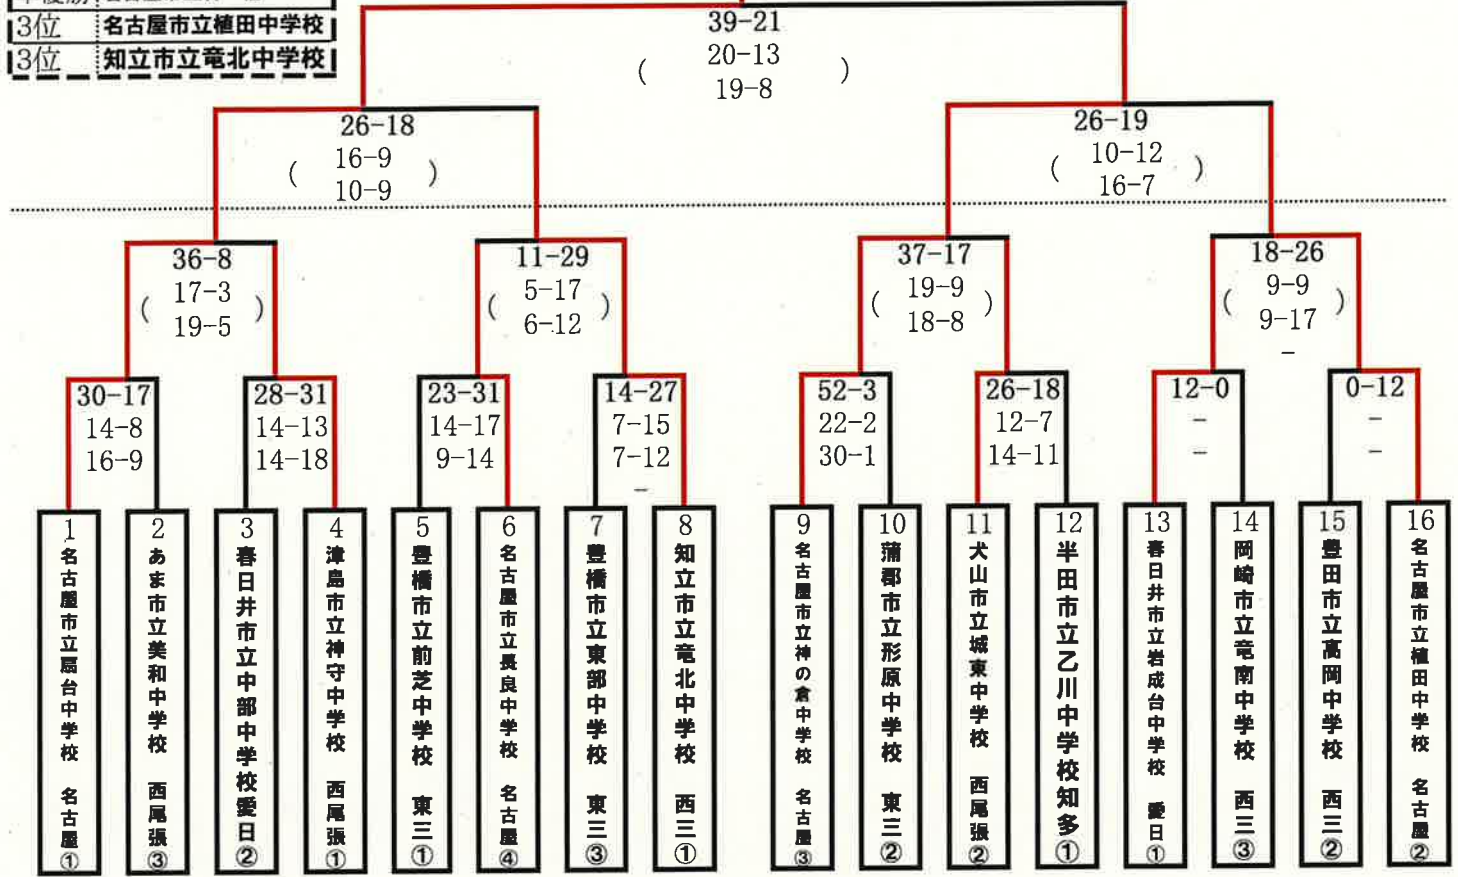 3位 名古屋市立植田中学校
3位 知立市立竜北中学校
39-21
( 20-13 )
19-8
26-18
( 16-9 )
10-9
26-19
( 10-12 )
16-7
36-8
( 17-3 )
19-5
11-29
( 5-17 )
6-12
37-17
( 19-9 )
18-8
18-26
( 9-9 )
9-17
-
30-17
14-8
16-9
28-31
14-13
14-18
23-31
14-17
9-14
14-27
7-15
7-12
-
52-3
22-2
30-1
26-18
12-7
14-11
12-0
-
-
0-12
-
-
1 名古屋市立扇台中学校 名古屋①
2 あま市立美和中学校 西尾張③
3 春日井市立中部中学校愛日②
4 津島市立神守中学校 西尾張①
5 豊橋市立前芝中学校 東三①
6 名古屋市立長良中学校 名古屋④
7 豊橋市立東部中学校 東三③
8 知立市立竜北中学校 西三①
9 名古屋市立神の倉中学校 名古屋③
10 蒲郡市立形原中学校 東三②
11 犬山市立城東中学校 西尾張②
12 半田市立乙川中学校知多①
13 春日井市立岩成台中学校 愛日①
14 岡崎市立竜南中学校 西三③
15 豊田市立高岡中学校 西三②
16 名古屋市立植田中学校 名古屋②